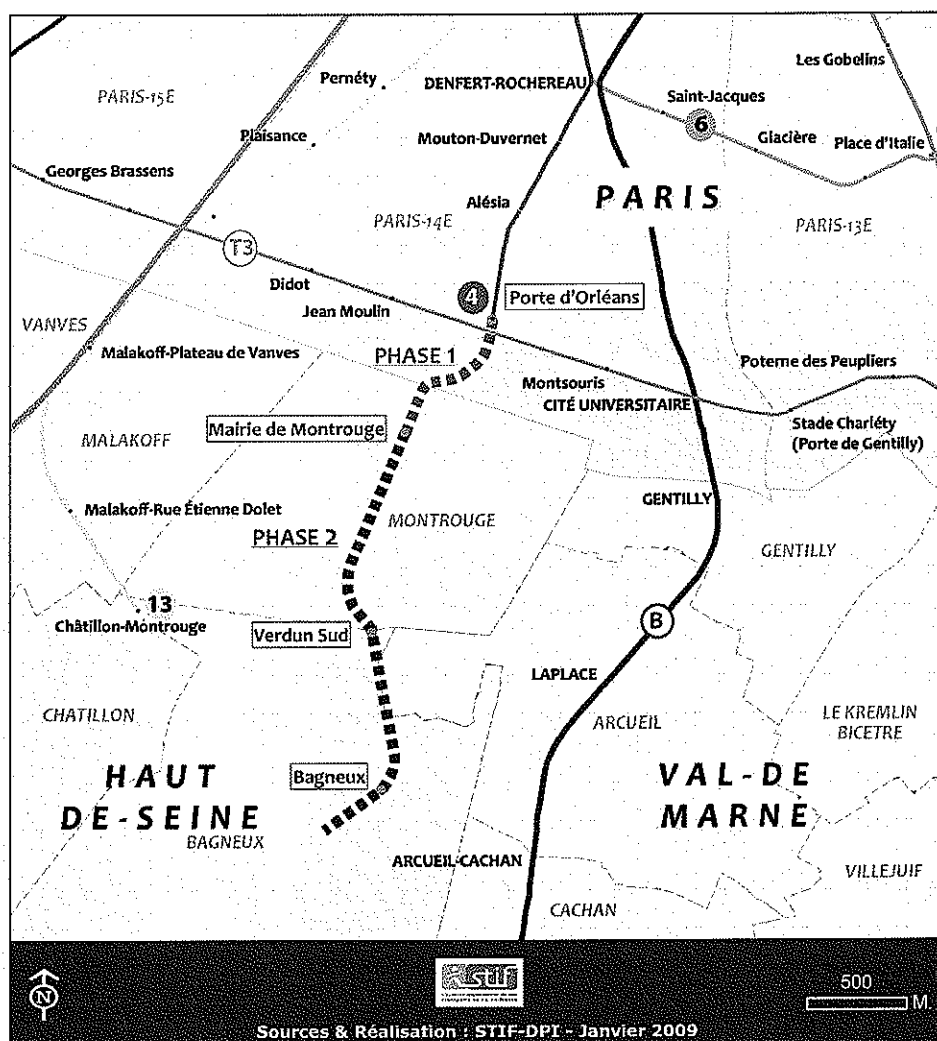 Les Gobelins
Pernéty
DENFERT-ROCHEREAU
PARIS-15E
Saint-Jacques
6
Plaisance
Mouton-Duvernet
Glacière
Place d'Italie
Georges Brassens
Alésia
PARIS
PARIS-14E
PARIS-13E
T3
Didot
4
Porte d'Orléans
Jean Moulin
VANVES
Malakoff-Plateau de Vanves
PHASE 1
Poterne des Peupliers
Montsouris
CITÉ UNIVERSITAIRE
Mairie de Montrouge
MALAKOFF
Stade Charléty
(Porte de Gentilly)
Malakoff-Rue Étienne Dolet
MONTROUGE
GENTILLY
PHASE 2
GENTILLY
13
Châtillon-Montrouge
Verdun Sud
B
LAPLACE
CHATILLON
ARCUEIL
LE KREMLIN
BICETRE
HAUT
DE-SEINE
Bagneux
VAL-DE
MARNE
BAGNEUX
ARCUEIL-CACHAN
VILLEJUIF
CACHAN
N
stif
500
M
Sources & Réalisation : STIF-DPI - Janvier 2009